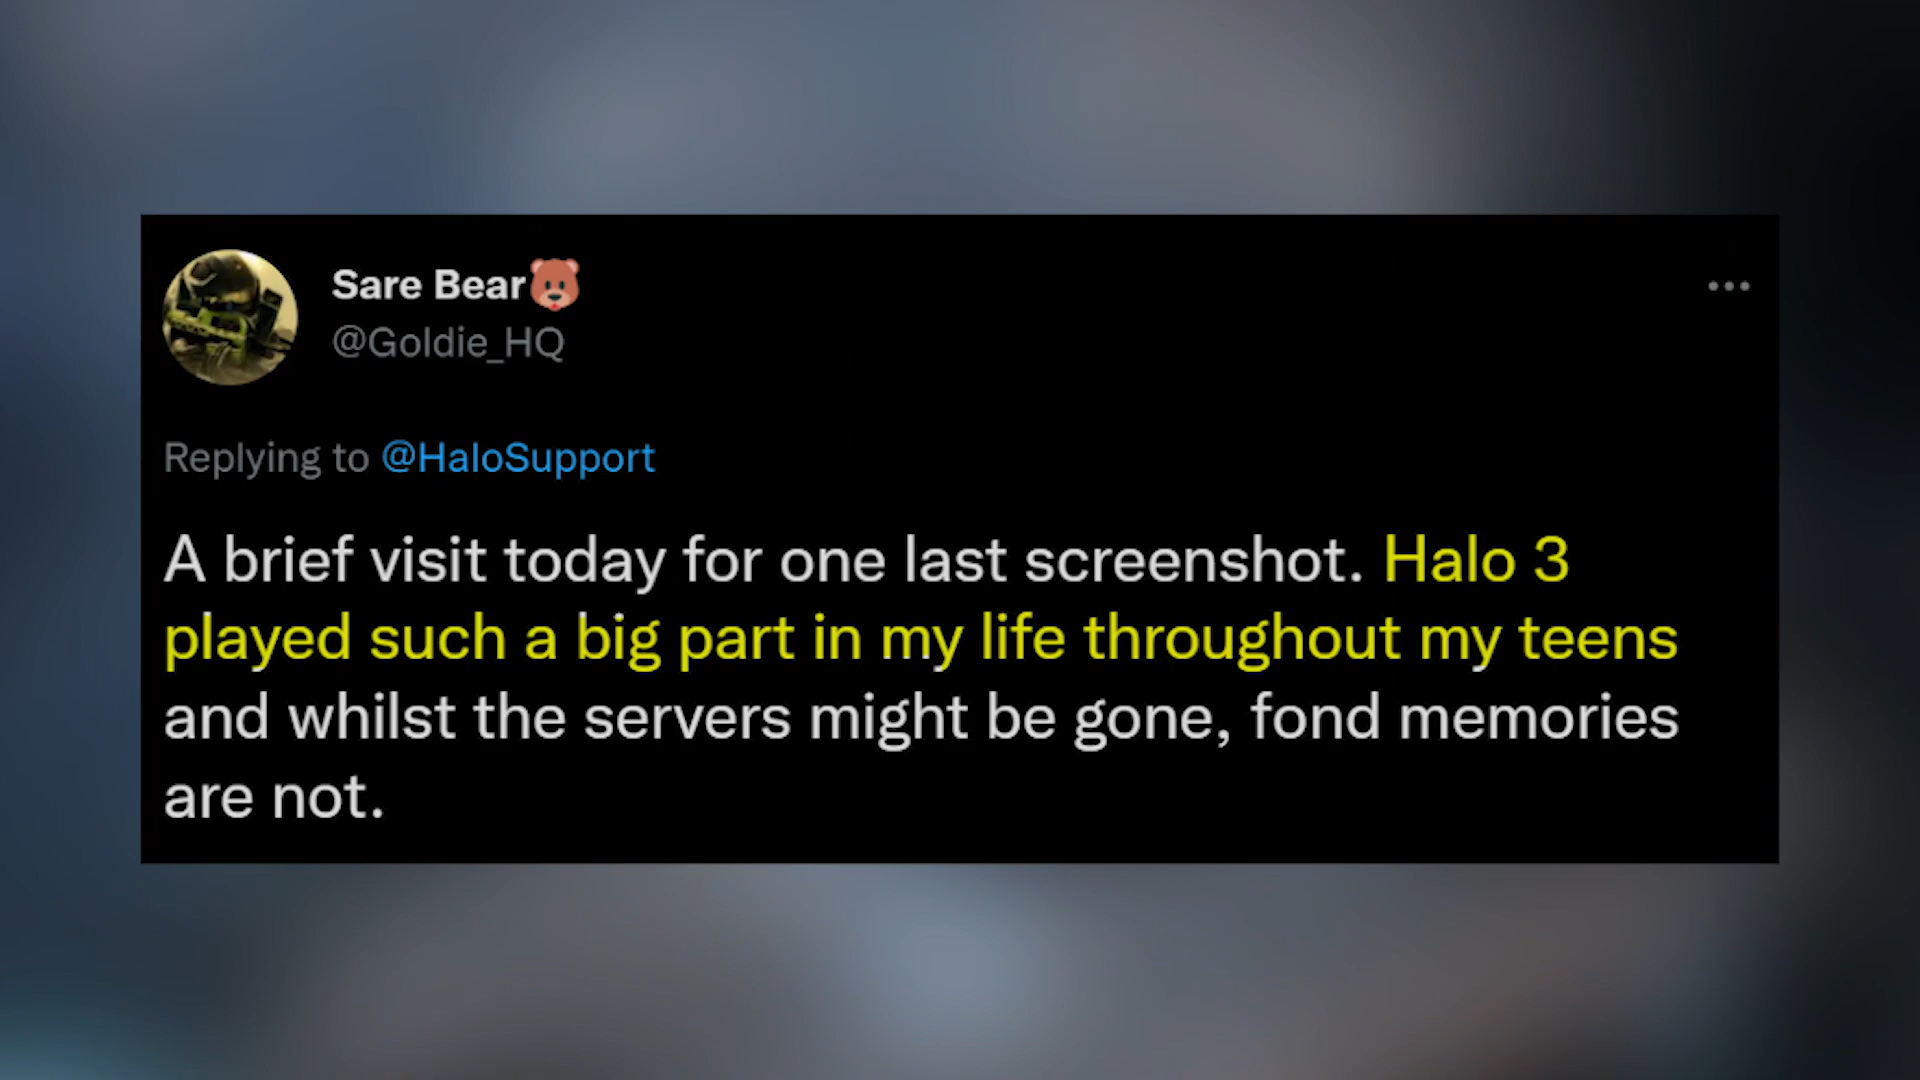 Sare Bear🐻
@Goldie_HQ
Replying to @HaloSupport
A brief visit today for one last screenshot. Halo 3
played such a big part in my life throughout my teens
and whilst the servers might be gone, fond memories
are not.